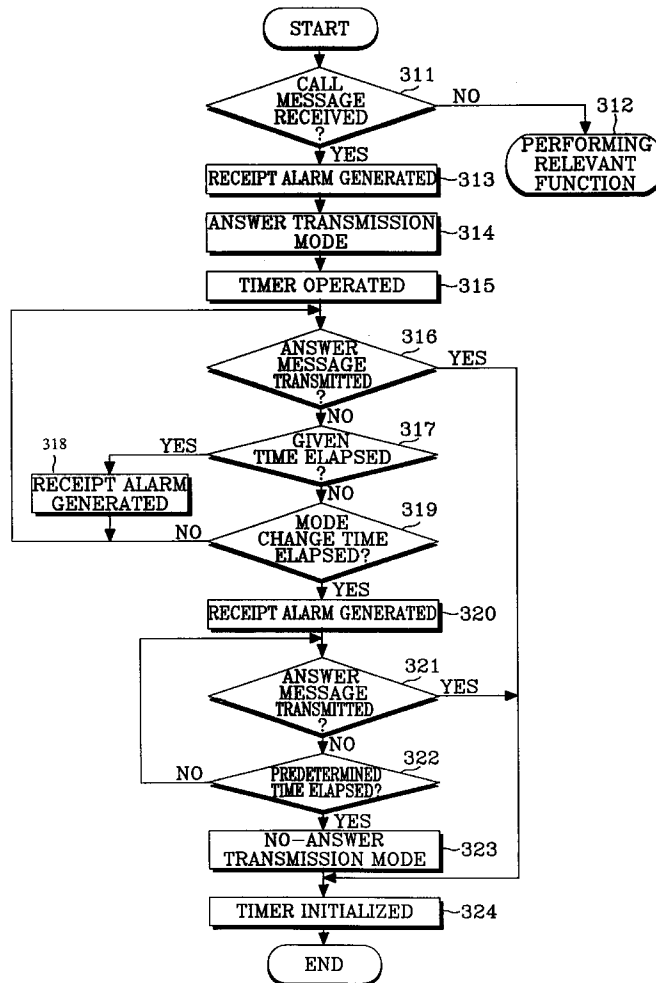 START
CALL
MESSAGE
RECEIVED
?
311
NO
312
PERFORMING
RELEVANT
FUNCTION
YES
RECEIPT ALARM GENERATED
313
ANSWER TRANSMISSION
MODE
314
TIMER OPERATED
315
ANSWER
MESSAGE
TRANSMITTED
?
316
YES
NO
GIVEN
TIME ELAPSED
?
317
YES
318
RECEIPT ALARM
GENERATED
NO
MODE
CHANGE TIME
ELAPSED?
319
NO
YES
RECEIPT ALARM GENERATED
320
ANSWER
MESSAGE
TRANSMITTED
?
321
YES
NO
PREDETERMINED
TIME ELAPSED?
322
NO
YES
NO-ANSWER
TRANSMISSION MODE
323
TIMER INITIALIZED
324
END